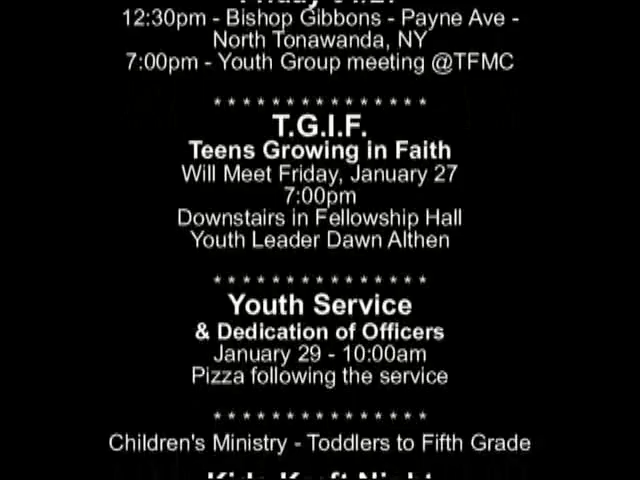 12:30pm - Bishop Gibbons - Payne Ave -
North Tonawanda, NY
7:00pm - Youth Group meeting @TFMC
* * * * * * * * * * * * * * *
T.G.I.F.
Teens Growing in Faith
Will Meet Friday, January 27
7:00pm
Downstairs in Fellowship Hall
Youth Leader Dawn Althen
* * * * * * * * * * * * * * *
Youth Service
& Dedication of Officers
January 29 - 10:00am
Pizza following the service
* * * * * * * * * * * * * * *
Children's Ministry - Toddlers to Fifth Grade